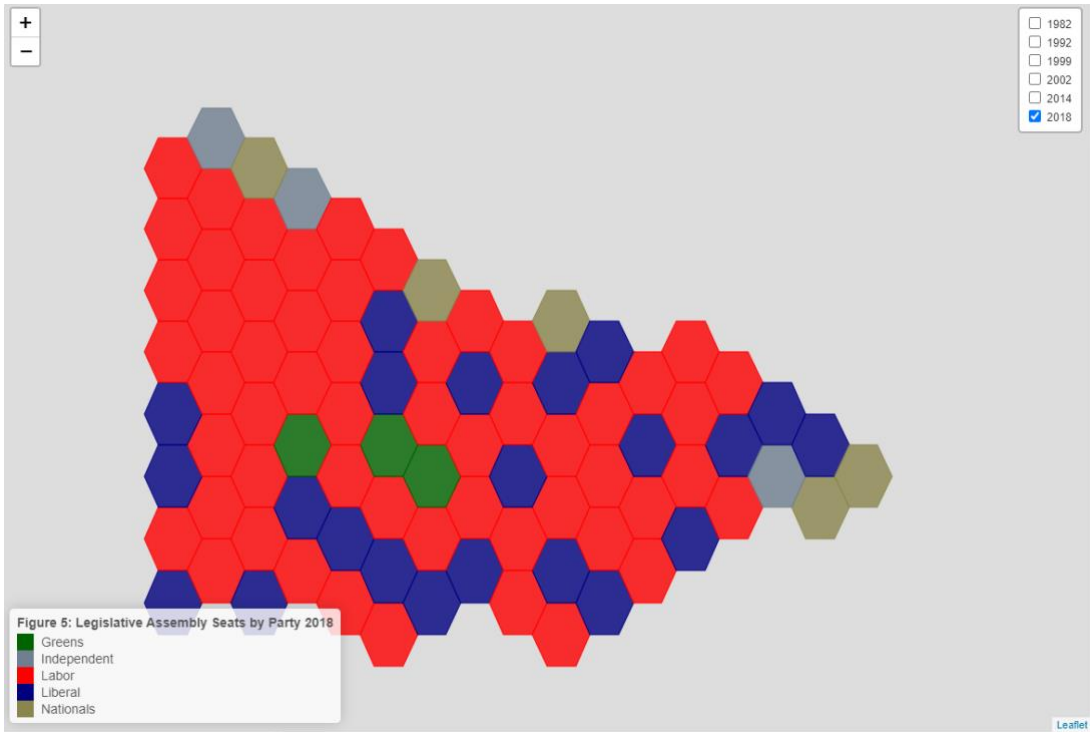 +
−
1982
1992
1999
2002
2014
2018
Figure 5: Legislative Assembly Seats by Party 2018
Greens
Independent
Labor
Liberal
Nationals
Leaflet